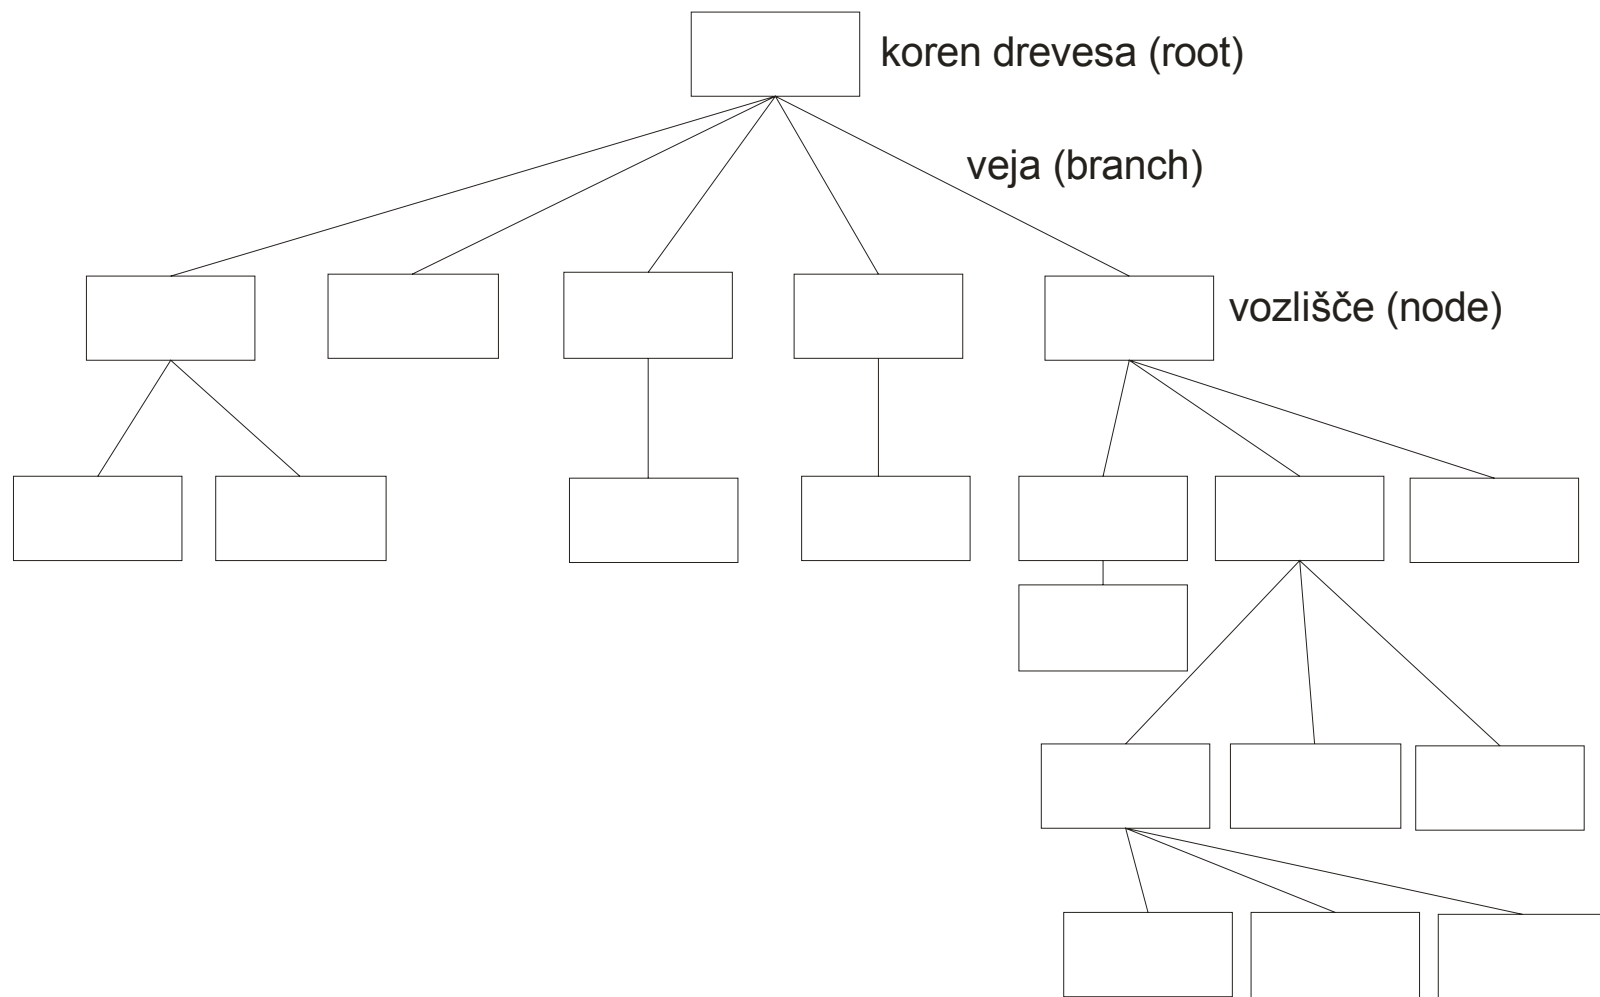 koren drevesa (root)
veja (branch)
vozlišče (node)